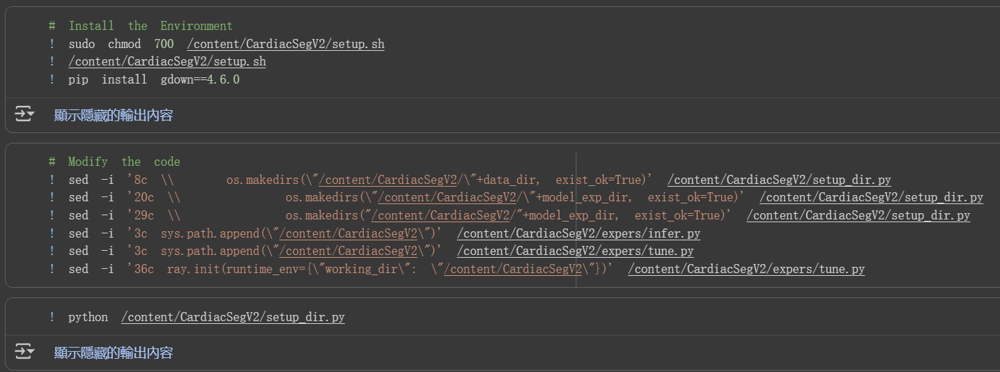 # Install the Environment
! sudo chmod 700 /content/CardiacSegV2/setup.sh
! /content/CardiacSegV2/setup.sh
! pip install gdown==4.6.0
顯示隱藏的輸出內容
# Modify the code
! sed -i '8c \\        os.makedirs(\"/content/CardiacSegV2/\"+data_dir, exist_ok=True)' /content/CardiacSegV2/setup_dir.py
! sed -i '20c \\            os.makedirs(\"/content/CardiacSegV2/\"+model_exp_dir, exist_ok=True)' /content/CardiacSegV2/setup_dir.py
! sed -i '29c \\            os.makedirs("/content/CardiacSegV2/"+model_exp_dir, exist_ok=True)' /content/CardiacSegV2/setup_dir.py
! sed -i '3c sys.path.append(\"/content/CardiacSegV2\")' /content/CardiacSegV2/expers/infer.py
! sed -i '3c sys.path.append(\"/content/CardiacSegV2\")' /content/CardiacSegV2/expers/tune.py
! sed -i '36c ray.init(runtime_env={\"working_dir\": \"/content/CardiacSegV2\"})' /content/CardiacSegV2/expers/tune.py
! python /content/CardiacSegV2/setup_dir.py
顯示隱藏的輸出內容